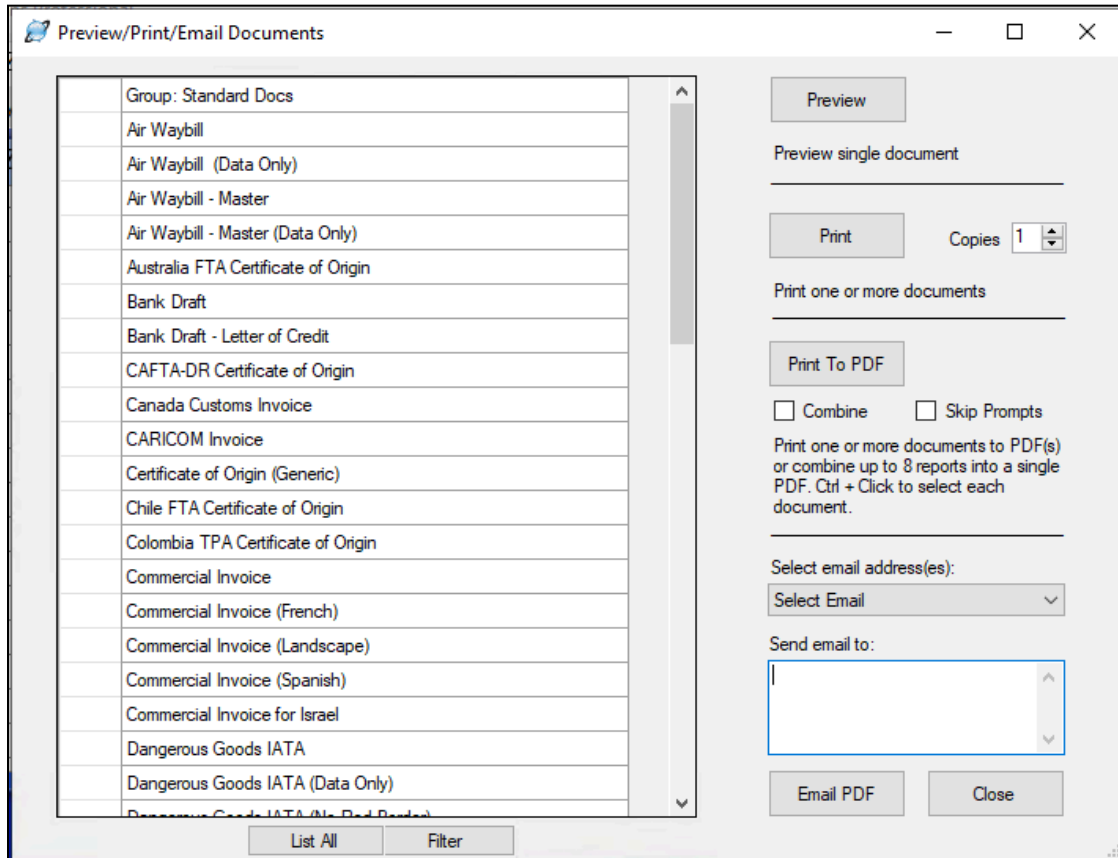 Preview/Print/Email Documents
Group: Standard Docs
Air Waybill
Air Waybill (Data Only)
Air Waybill - Master
Air Waybill - Master (Data Only)
Australia FTA Certificate of Origin
Bank Draft
Bank Draft - Letter of Credit
CAFTA-DR Certificate of Origin
Canada Customs Invoice
CARICOM Invoice
Certificate of Origin (Generic)
Chile FTA Certificate of Origin
Colombia TPA Certificate of Origin
Commercial Invoice
Commercial Invoice (French)
Commercial Invoice (Landscape)
Commercial Invoice (Spanish)
Commercial Invoice for Israel
Dangerous Goods IATA
Dangerous Goods IATA (Data Only)
Dangerous Goods IATA (No Red Border)
List All
Filter
Preview
Preview single document
Print
Copies 1
Print one or more documents
Print To PDF
Combine
Skip Prompts
Print one or more documents to PDF(s)
or combine up to 8 reports into a single
PDF. Ctrl + Click to select each
document.
Select email address(es):
Select Email
Send email to:
Email PDF
Close